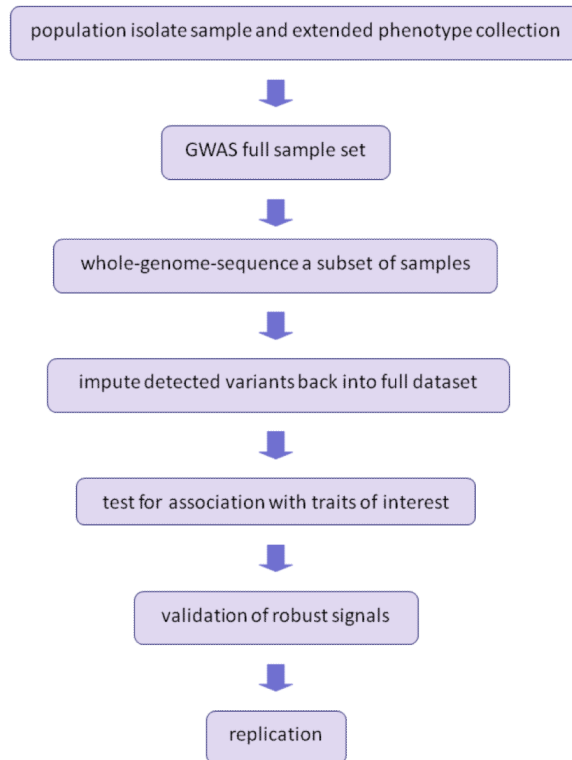 population isolate sample and extended phenotype collection
GWAS full sample set
whole-genome-sequence a subset of samples
impute detected variants back into full dataset
test for association with traits of interest
validation of robust signals
replication